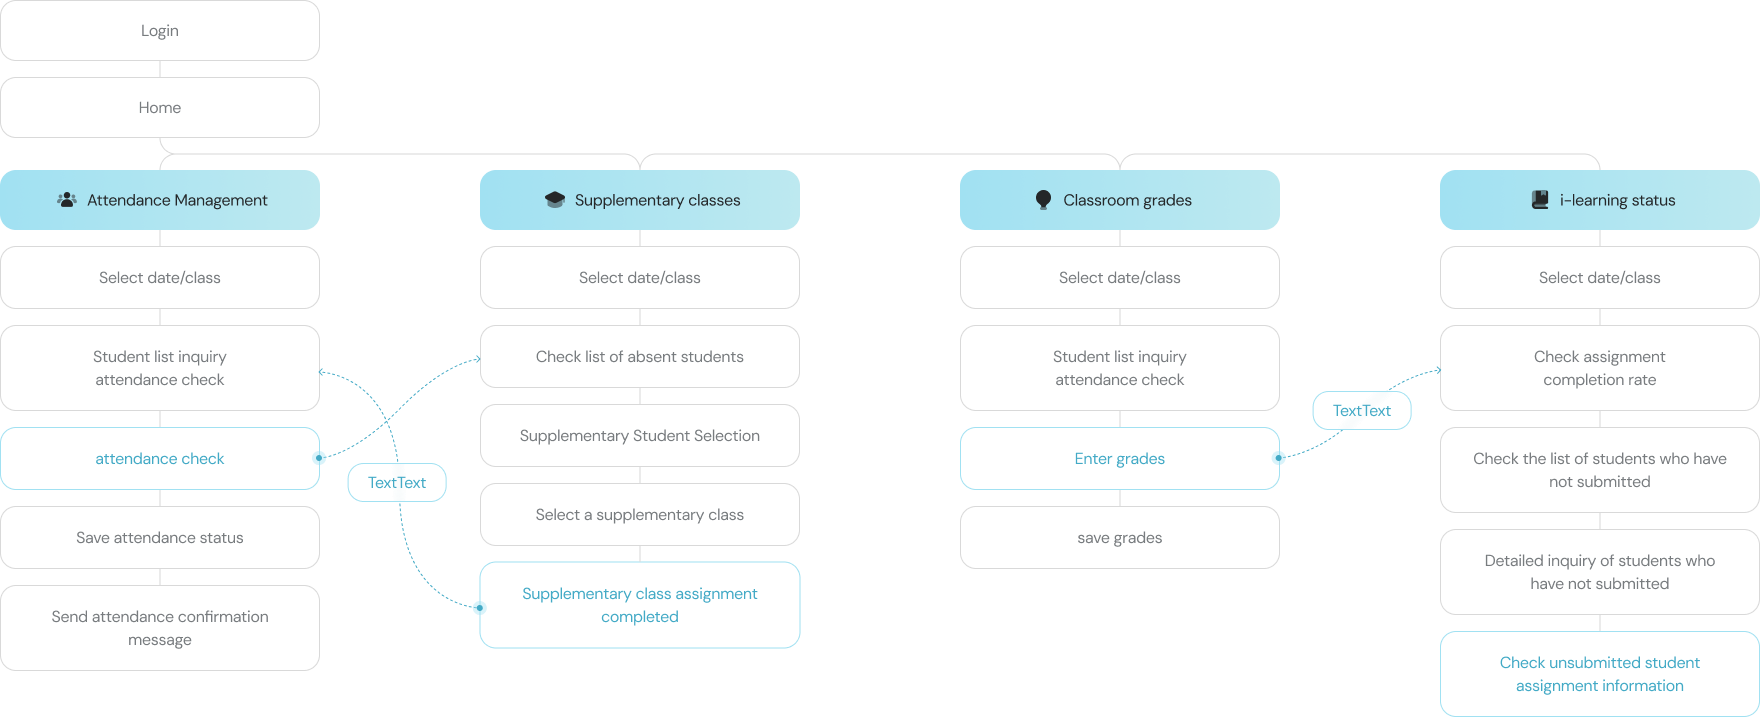 Login
Home
Attendance Management
Select date/class
Student list inquiry
attendance check
attendance check
Save attendance status
Send attendance confirmation
message
TextText
Supplementary classes
Select date/class
Check list of absent students
Supplementary Student Selection
Select a supplementary class
Supplementary class assignment
completed
Classroom grades
Select date/class
Student list inquiry
attendance check
Enter grades
save grades
TextText
i-learning status
Select date/class
Check assignment
completion rate
Check the list of students who have
not submitted
Detailed inquiry of students who
have not submitted
Check unsubmitted student
assignment information